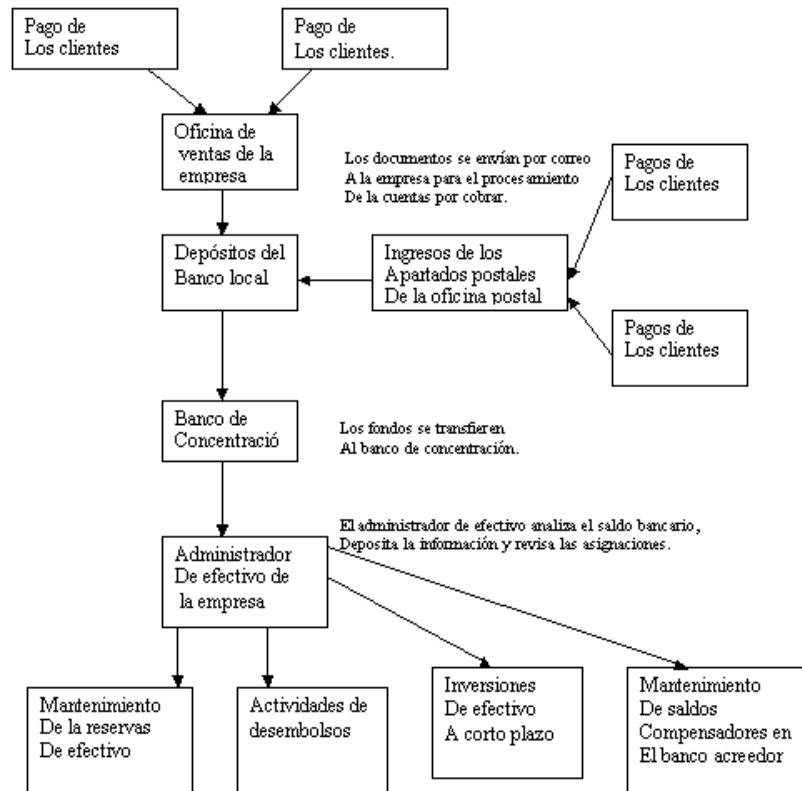 Pago de
Los clientes
Pago de
Los clientes.
Oficina de
ventas de la
empresa
Los documentos se envían por correo
A la empresa para el procesamiento
De la cuentas por cobrar.
Pagos de
Los clientes
Depósitos del
Banco local
Ingresos de los
Apartados postales
De la oficina postal
Pagos de
Los clientes
Banco de
Concentració
Los fondos se transfieren
Al banco de concentración.
El administrador de efectivo analiza el saldo bancario,
Deposita la información y revisa las asignaciones.
Administrador
De efectivo de
la empresa
Mantenimiento
De la reservas
De efectivo
Actividades de
desembolsos
Inversiones
De efectivo
A corto plazo
Mantenimiento
De saldos
Compensadores en
El banco acreedor